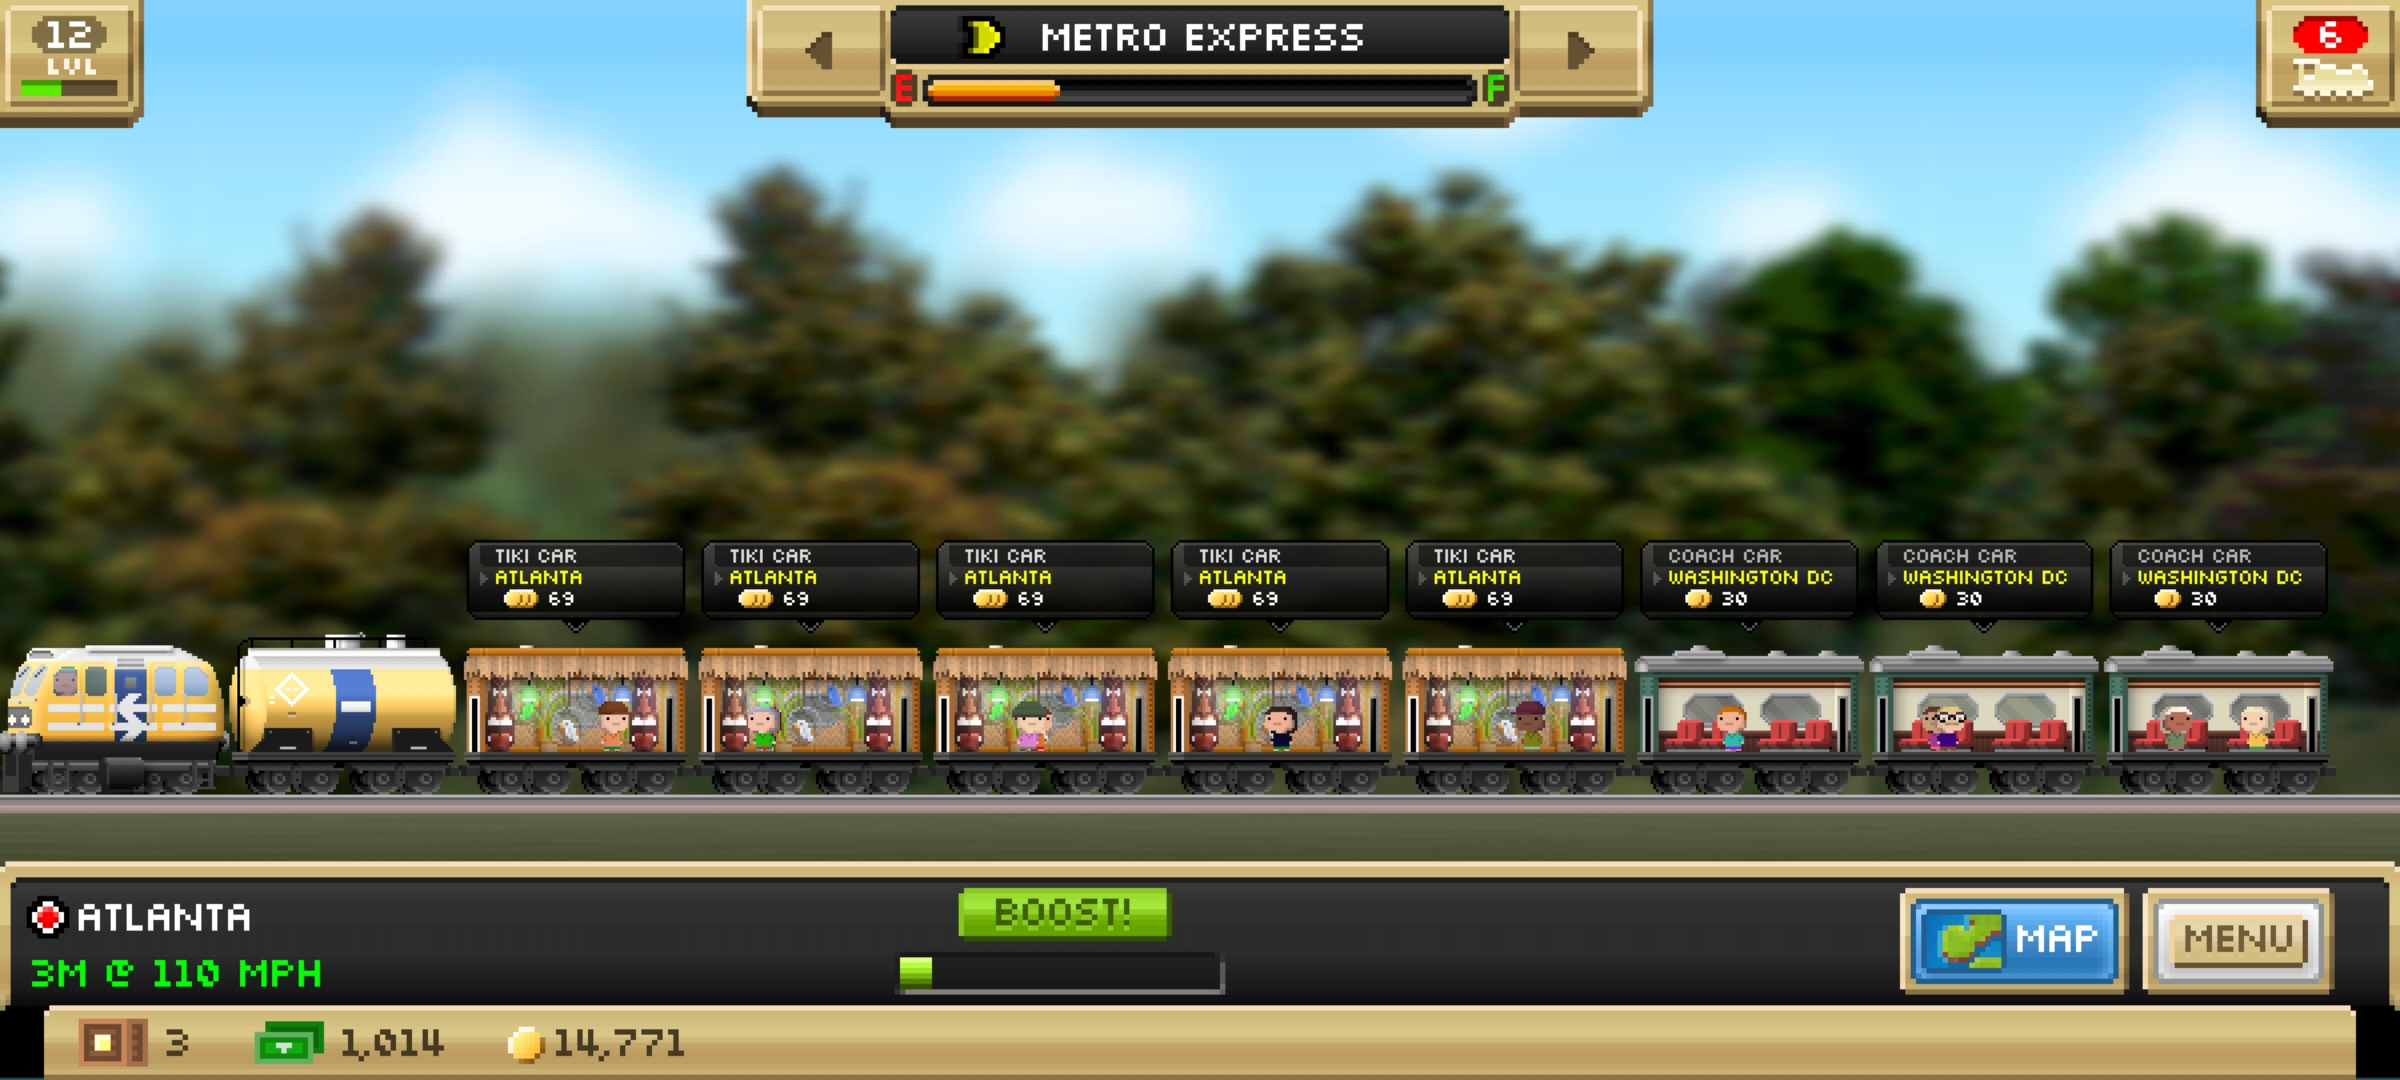 12
LVL
METRO EXPRESS
E
F
6
TIKI CAR
ATLANTA
69
TIKI CAR
ATLANTA
69
TIKI CAR
ATLANTA
69
TIKI CAR
ATLANTA
69
TIKI CAR
ATLANTA
69
COACH CAR
WASHINGTON DC
30
COACH CAR
WASHINGTON DC
30
COACH CAR
WASHINGTON DC
30
ATLANTA
3M @ 110 MPH
BOOST!
MAP
MENU
3
1,014
14,771